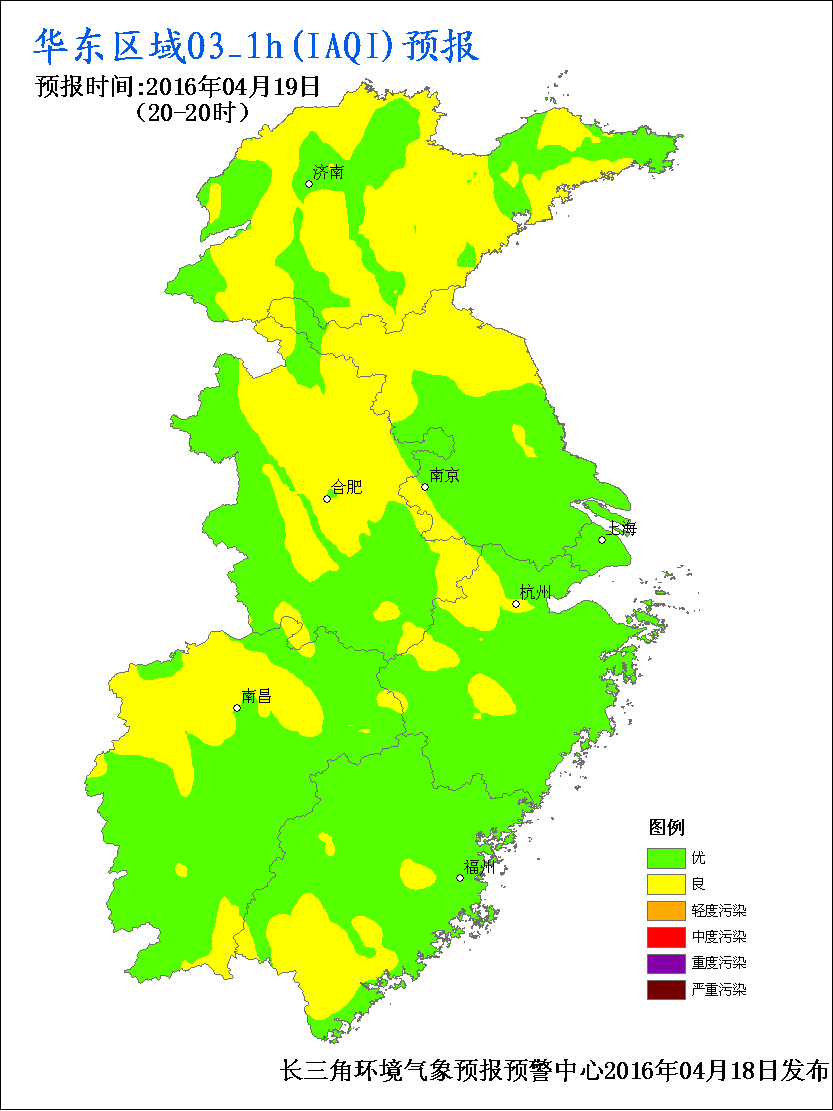 华东区域O3_1h(IAQI)预报
预报时间:2016年04月19日
(20-20时)
济南
合肥
南京
上海
杭州
南昌
福州
图例
优
良
轻度污染
中度污染
重度污染
严重污染
长三角环境气象预报预警中心2016年04月18日发布